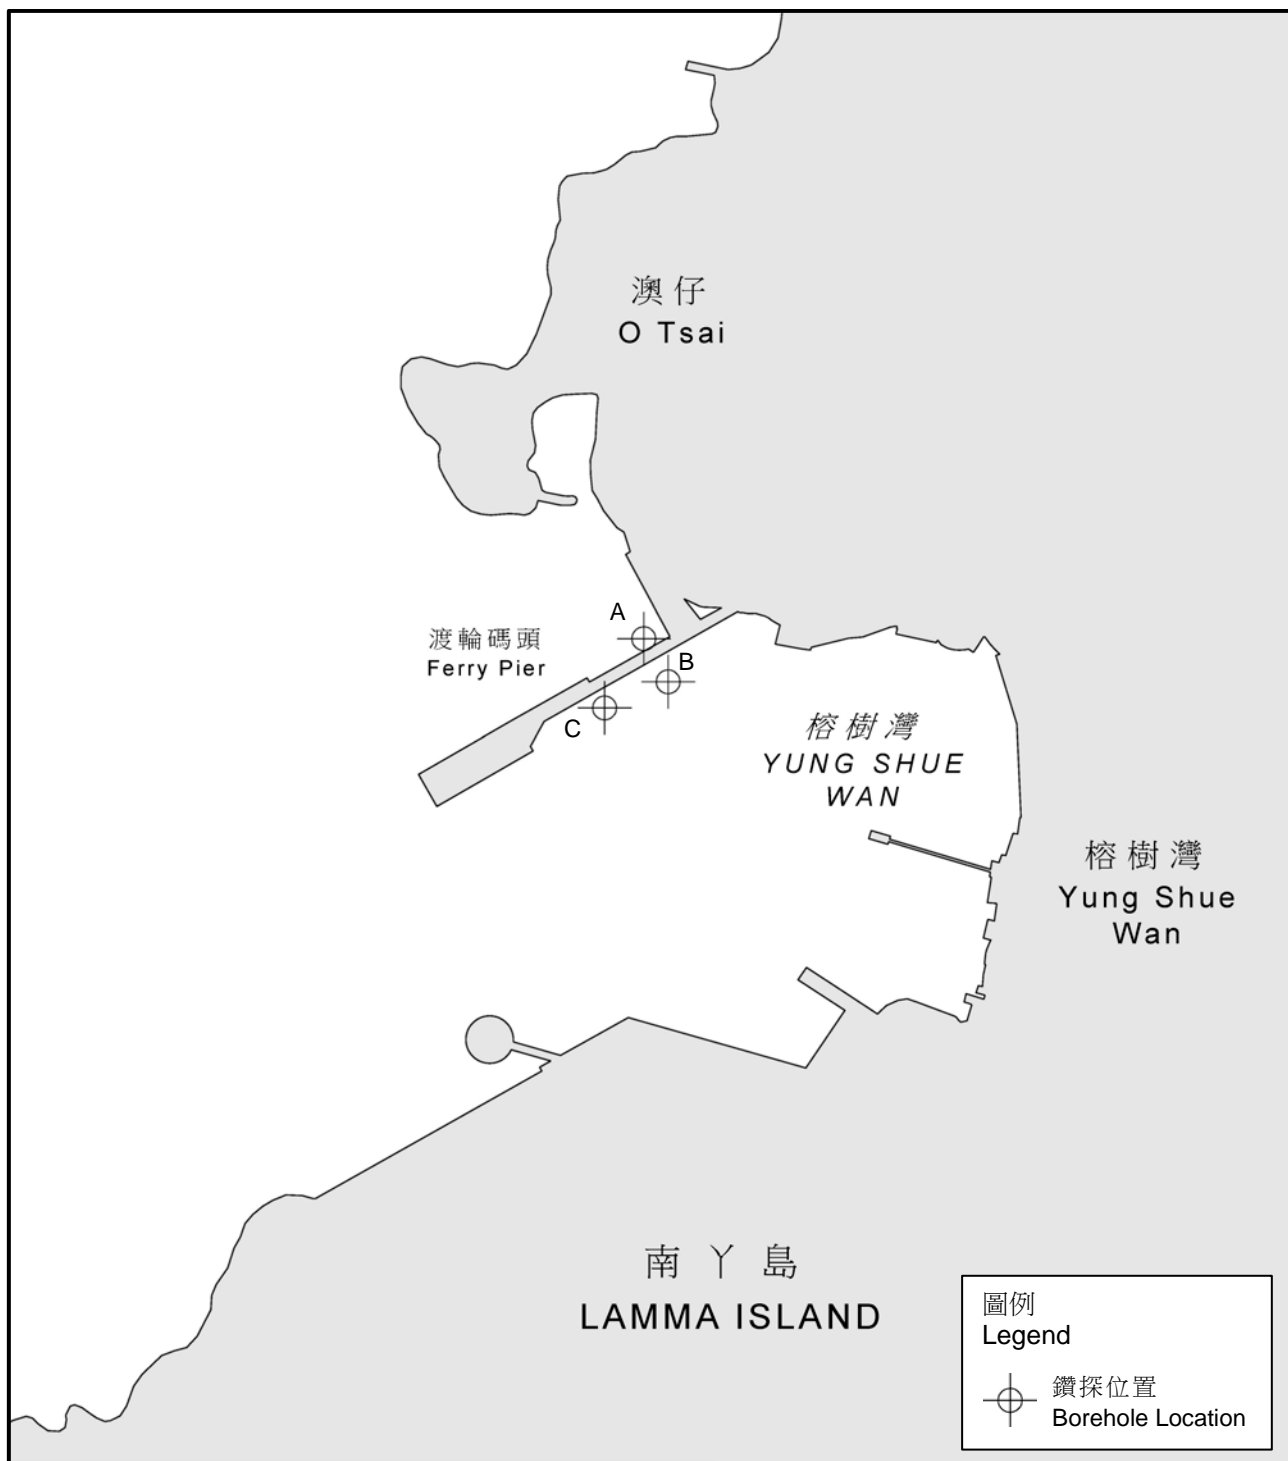 澳仔
O Tsai
A
渡輪碼頭
Ferry Pier
B
C
榕樹灣
YUNG SHUE
WAN
榕樹灣
Yung Shue
Wan
南丫島
LAMMA ISLAND
圖例
Legend
鑽探位置
Borehole Location